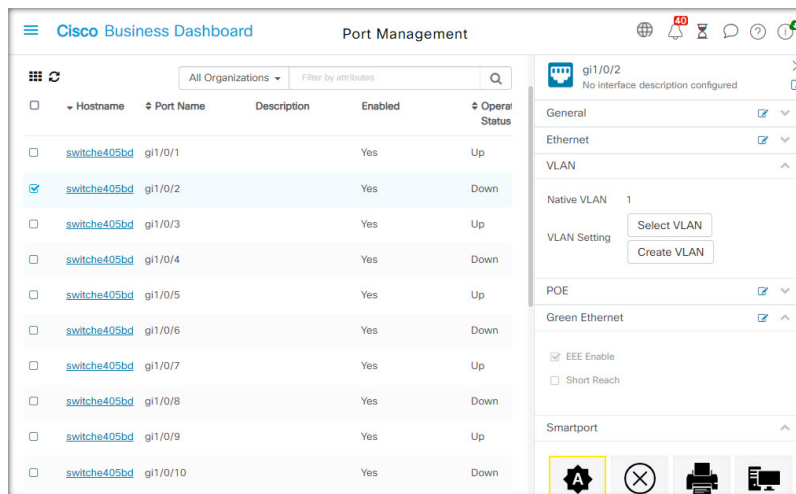 Cisco Business Dashboard
Port Management
40
All Organizations
Filter by attributes
Hostname Port Name Description Enabled Operat
Status
switche405bd gi1/0/1 Yes Up
switche405bd gi1/0/2 Yes Down
switche405bd gi1/0/3 Yes Up
switche405bd gi1/0/4 Yes Down
switche405bd gi1/0/5 Yes Up
switche405bd gi1/0/6 Yes Down
switche405bd gi1/0/7 Yes Up
switche405bd gi1/0/8 Yes Down
switche405bd gi1/0/9 Yes Up
switche405bd gi1/0/10 Yes Down
gi1/0/2
No interface description configured
General
Ethernet
VLAN
Native VLAN 1
VLAN Setting
Select VLAN
Create VLAN
POE
Green Ethernet
EEE Enable
Short Reach
Smartport
A